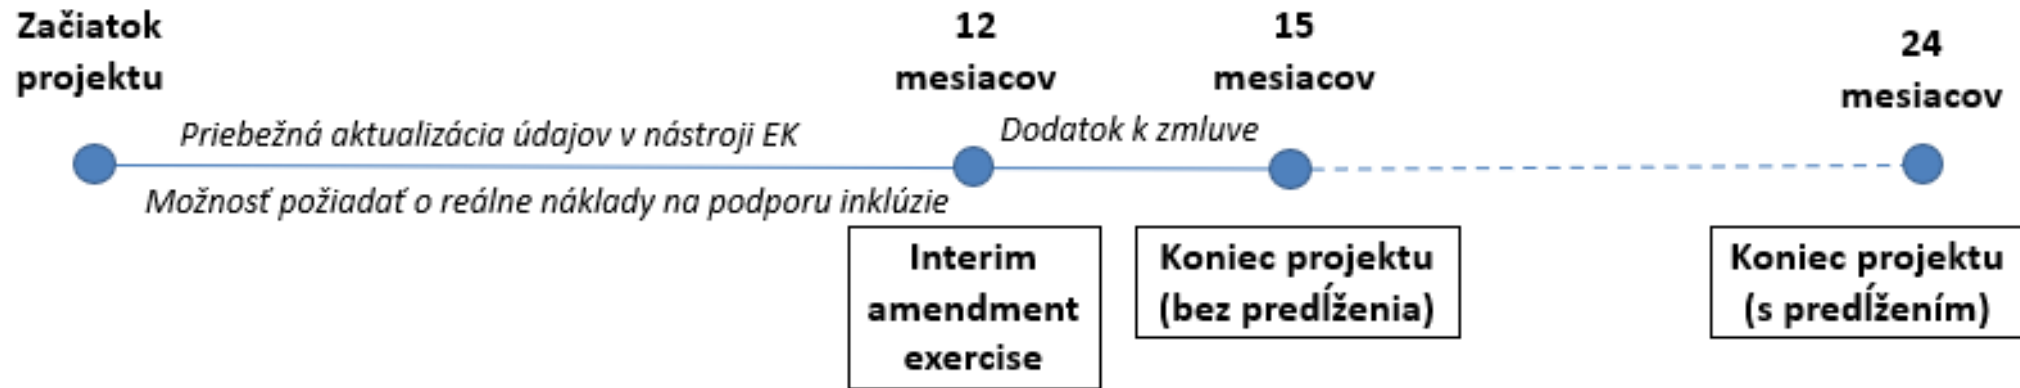 Začiatok
projektu
12
mesiacov
15
mesiacov
24
mesiacov
Priebežná aktualizácia údajov v nástroji EK
Dodatok k zmluve
Možnosť požiadať o reálne náklady na podporu inklúzie
Interim
amendment
exercise
Koniec projektu
(bez predĺženia)
Koniec projektu
(s predĺžením)